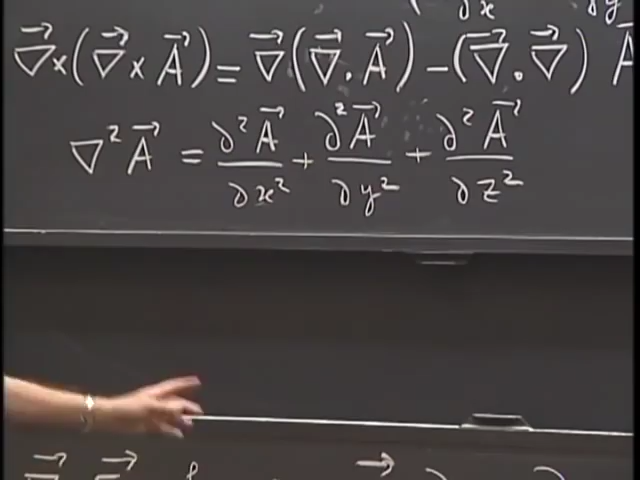 ∂x ∂y
∇⃗×(∇⃗×A⃗) = ∇⃗(∇⃗.A⃗) − (∇⃗.∇⃗) A⃗
∇²A⃗ = ∂²A⃗/∂x² + ∂²A⃗/∂y² + ∂²A⃗/∂z²